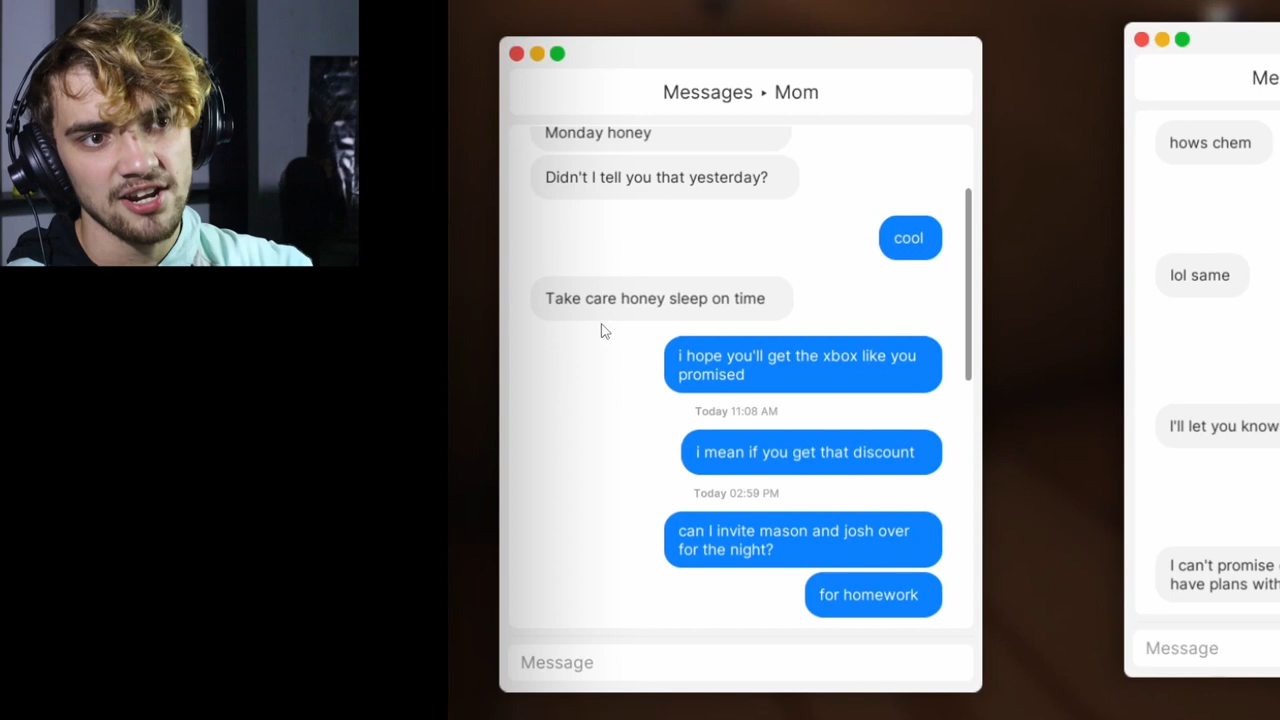 Messages ▸ Mom
Monday honey
Didn't I tell you that yesterday?
cool
Take care honey sleep on time
i hope you'll get the xbox like you
promised
Today 11:08 AM
i mean if you get that discount
Today 02:59 PM
can I invite mason and josh over
for the night?
for homework
Message
Me
hows chem
lol same
I'll let you know
I can't promise
have plans with
Message